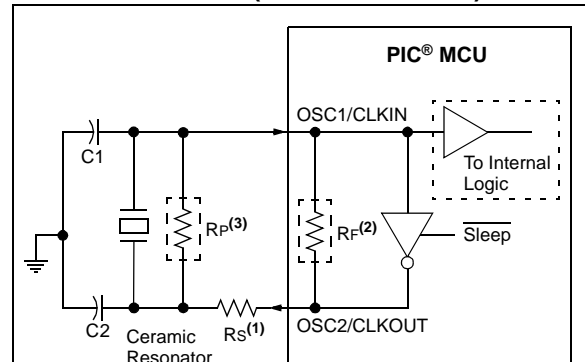 PIC® MCU
OSC1/CLKIN
C1
To Internal
Logic
RP(3)
RF(2)
Sleep
C2
Ceramic
Resonator
RS(1)
OSC2/CLKOUT